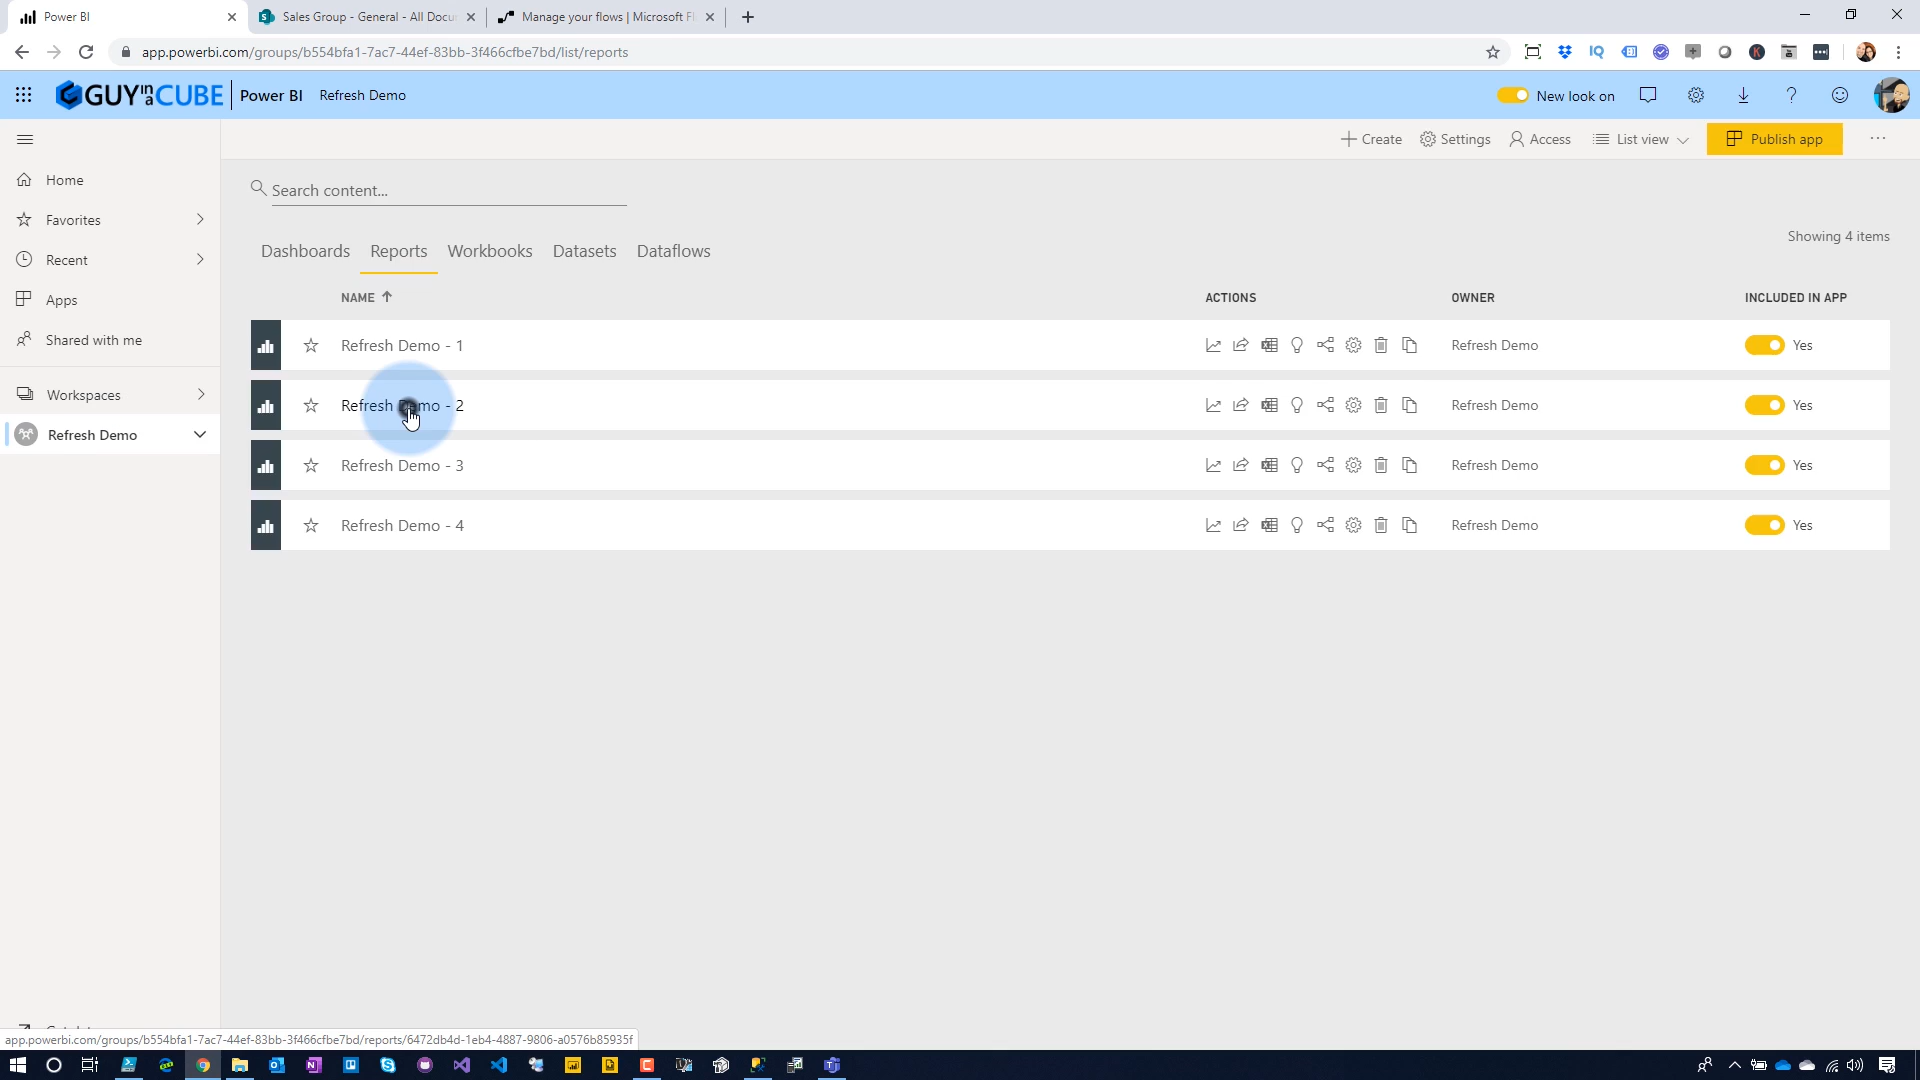 Power BI
Sales Group - General - All Docu
Manage your flows | Microsoft Fl
app.powerbi.com/groups/b554bfa1-7ac7-44ef-83bb-3f466cfbe7bd/list/reports
GUY in a CUBE
Power BI
Refresh Demo
New look on
Create
Settings
Access
List view
Publish app
Home
Favorites
Recent
Apps
Shared with me
Workspaces
Refresh Demo
Search content...
Showing 4 items
Dashboards
Reports
Workbooks
Datasets
Dataflows
NAME
ACTIONS
OWNER
INCLUDED IN APP
Refresh Demo - 1
Refresh Demo
Yes
Refresh Demo - 2
Refresh Demo
Yes
Refresh Demo - 3
Refresh Demo
Yes
Refresh Demo - 4
Refresh Demo
Yes
app.powerbi.com/groups/b554bfa1-7ac7-44ef-83bb-3f466cfbe7bd/reports/6472db4d-1eb4-4887-9806-a0576b85935f